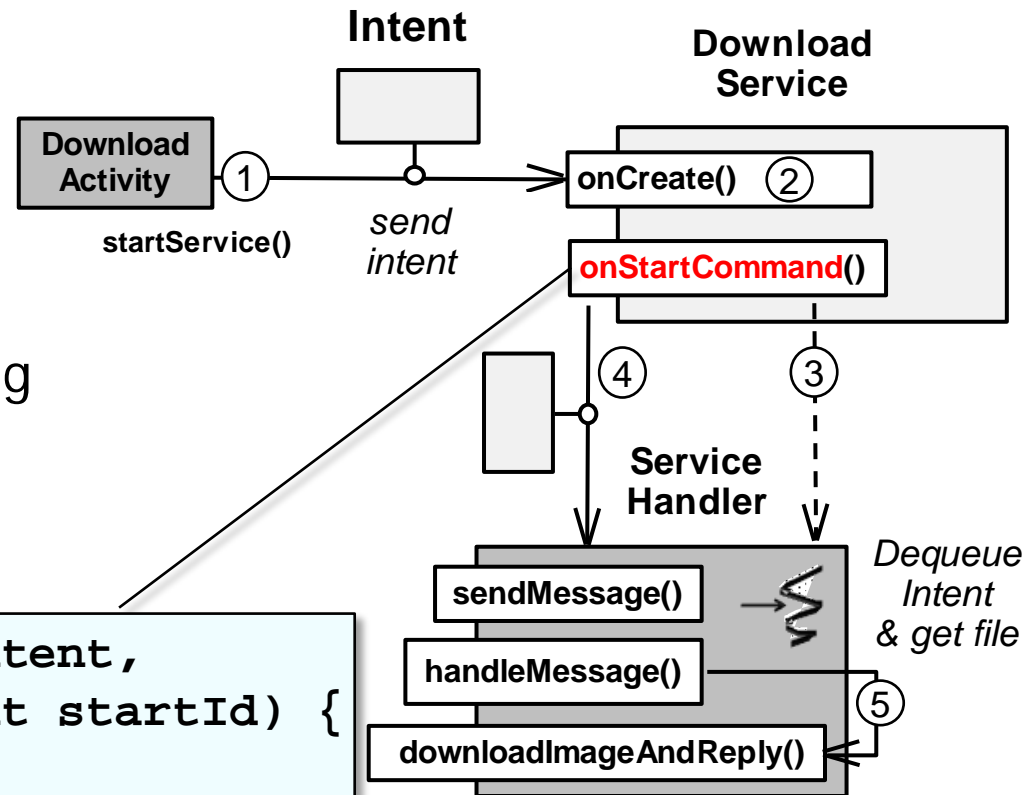 Intent
Download
Service
Download
Activity
1
startService()
send
intent
onCreate()
2
onStartCommand()
g
4
3
Service
Handler
Dequeue
Intent
& get file
sendMessage()
handleMessage()
5
downloadImageAndReply()
tent,
t startId) {